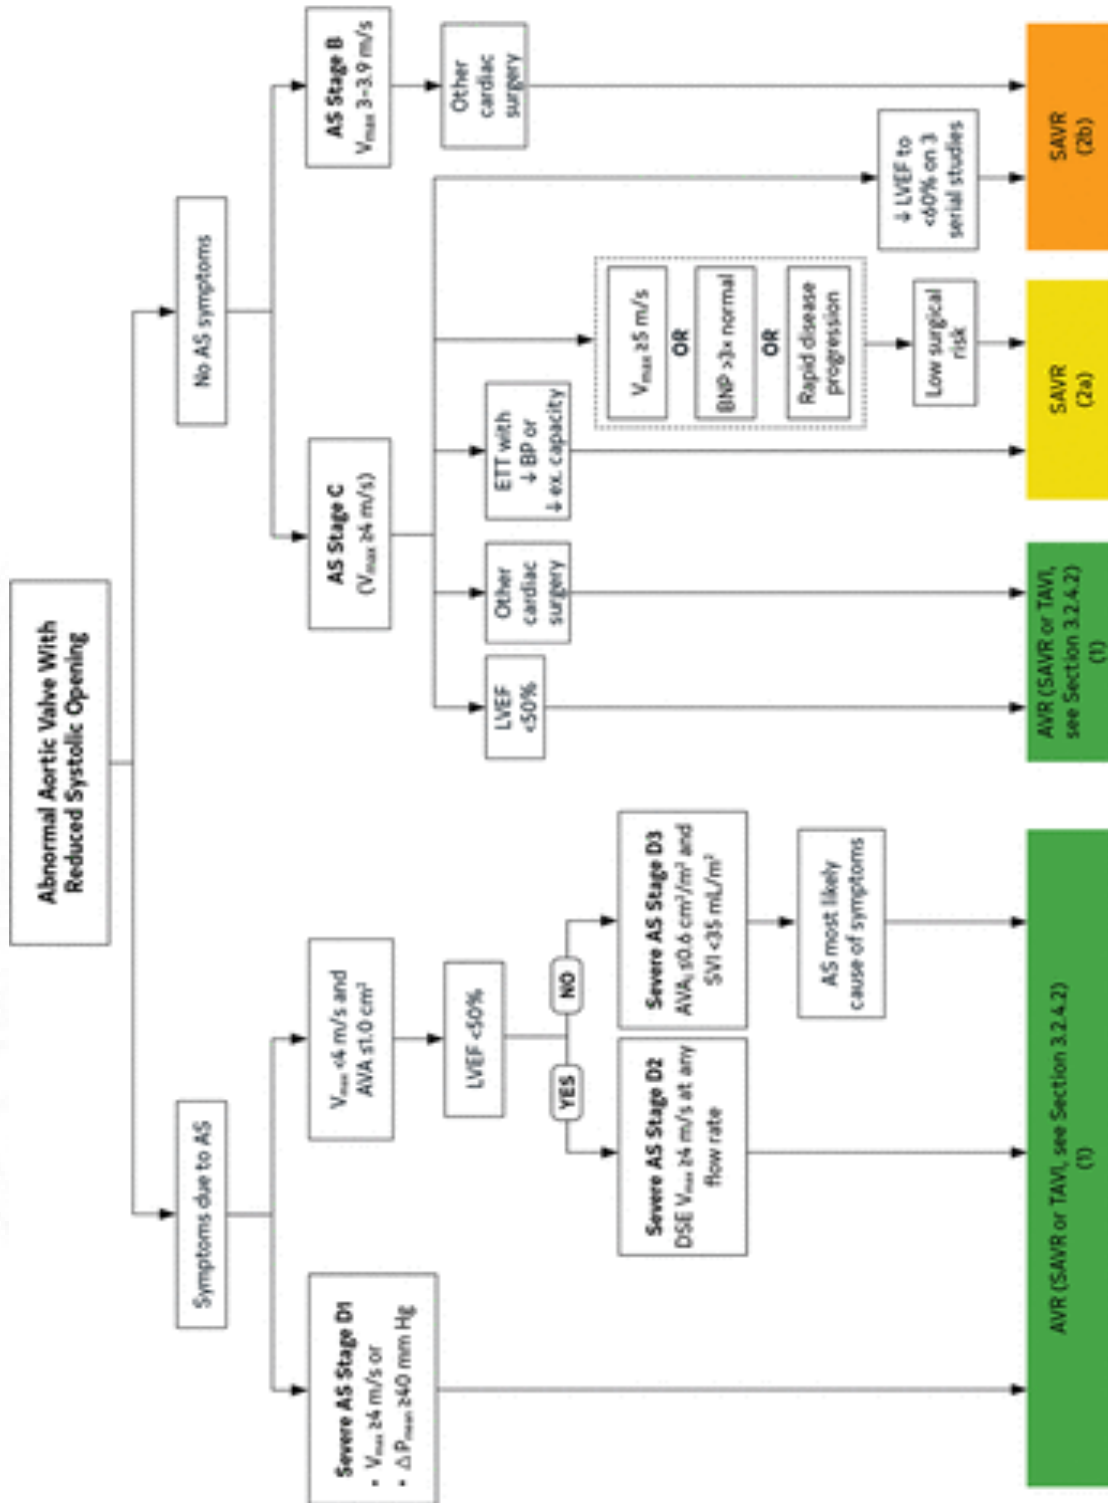 Abnormal Aortic Valve With
Reduced Systolic Opening
Symptoms due to AS
No AS symptoms
Severe AS Stage D1
• Vmax ≥4 m/s or
• ΔPmean ≥40 mm Hg
Vmax <4 m/s and
AVA ≤1.0 cm²
AS Stage C
(Vmax ≥4 m/s)
AS Stage B
Vmax 3–3.9 m/s
LVEF <50%
YES
NO
LVEF
<50%
Other
cardiac
surgery
ETT with
↓ BP or
↓ ex. capacity
Other
cardiac
surgery
Severe AS Stage D2
DSE Vmax ≥4 m/s at any
flow rate
Severe AS Stage D3
AVAi ≤0.6 cm²/m² and
SVI <35 mL/m²
Vmax ≥5 m/s
OR
BNP >3× normal
OR
Rapid disease
progression
AS most likely
cause of symptoms
Low surgical
risk
↓ LVEF to
<60% on 3
serial studies
AVR (SAVR or TAVI, see Section 3.2.4.2)
(1)
AVR (SAVR or TAVI,
see Section 3.2.4.2)
(1)
SAVR
(2a)
SAVR
(2b)